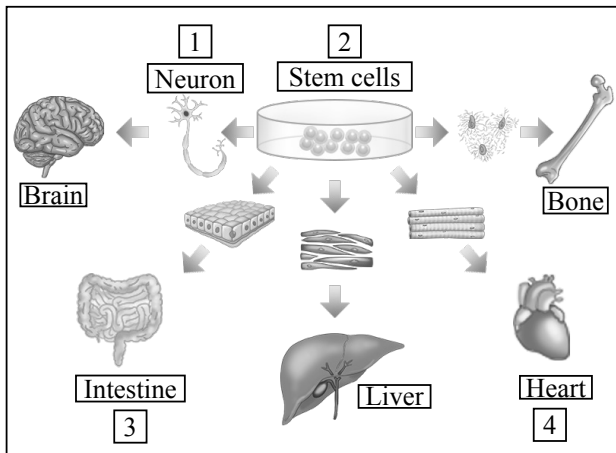 1
2
Neuron
Stem cells
Brain
Bone
Intestine
Liver
Heart
3
4